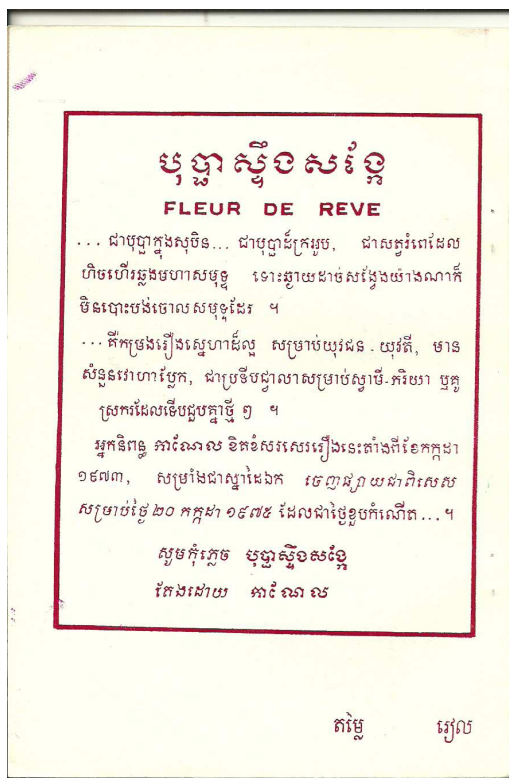 បុប្ផាស្ទឹងសង្កែ
FLEUR DE REVE
... ជាបុប្ផាក្នុងសុបិន... ជាបុប្ផាដ៏ក្រអូប, ជាសត្វរំពេដែល
ហិចហើរឆ្លងមហាសមុទ្ទ ទោះឆ្ងាយដាច់សង្វែងយ៉ាងណាក៏
មិនបោះបង់ចោលសមុទ្ទដែរ ។
... គឺកម្រងរឿងស្នេហាដ៏ល្អ សម្រាប់យុវជន - យុវតី, មាន
សំនួនវោហាប្លែក, ជាប្រទីបជ្វាលាសម្រាប់ស្វាមី-ភរិយា ឬគូ
ស្រករដែលទើបជួបគ្នាថ្មី ៗ ។
អ្នកនិពន្ធ ភាណែល ខិតខំសរសេររឿងនេះតាំងពីខែកក្កដា
១៩៧៣, សម្រាំងជាស្នាដៃឯក ចេញផ្សាយជាពិសេស
សម្រាប់ថ្ងៃ ២០ កក្កដា ១៩៧៥ ដែលជាថ្ងៃខួបកំណើត ... ។
សូមកុំភ្លេច បុប្ផាស្ទឹងសង្កែ
តែងដោយ ភាណែល
តម្លៃ រៀល